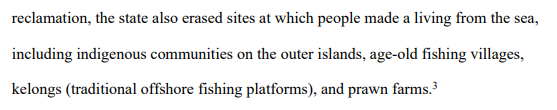 reclamation, the state also erased sites at which people made a living from the sea,
including indigenous communities on the outer islands, age-old fishing villages,
kelongs (traditional offshore fishing platforms), and prawn farms.³